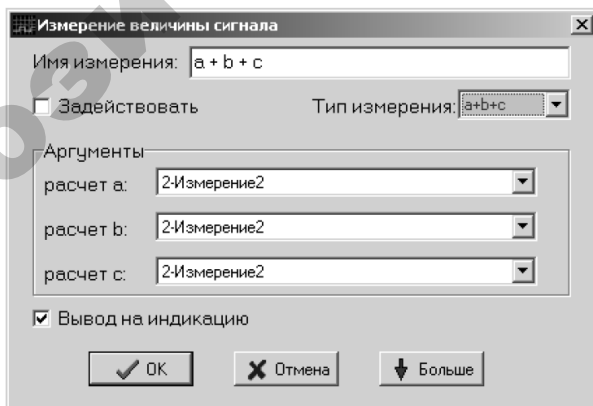 Измерение величины сигнала
Имя измерения: a + b + c
Задействовать Тип измерения: a+b+c
Аргументы
расчет a: 2-Измерение2
расчет b: 2-Измерение2
расчет c: 2-Измерение2
Вывод на индикацию
OK Отмена Больше